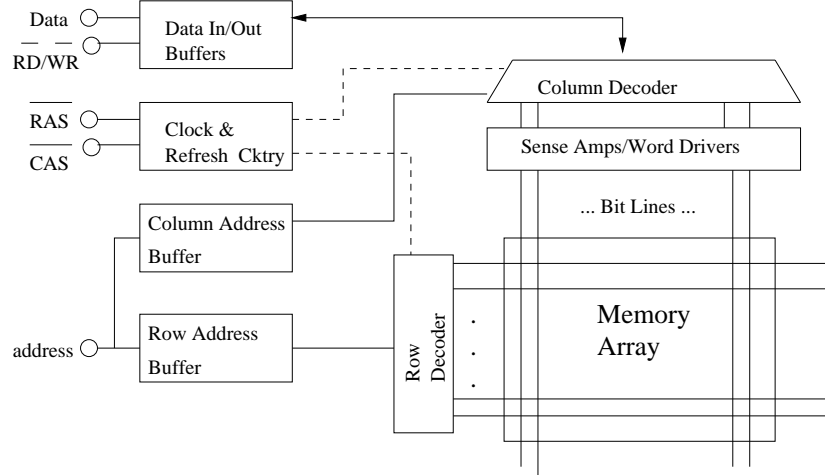 Data
RD/WR
Data In/Out
Buffers
RAS
CAS
Clock &
Refresh Cktry
Column Decoder
Sense Amps/Word Drivers
... Bit Lines ...
Column Address
Buffer
address
Row Address
Buffer
Row
Decoder
.
.
.
Memory
Array